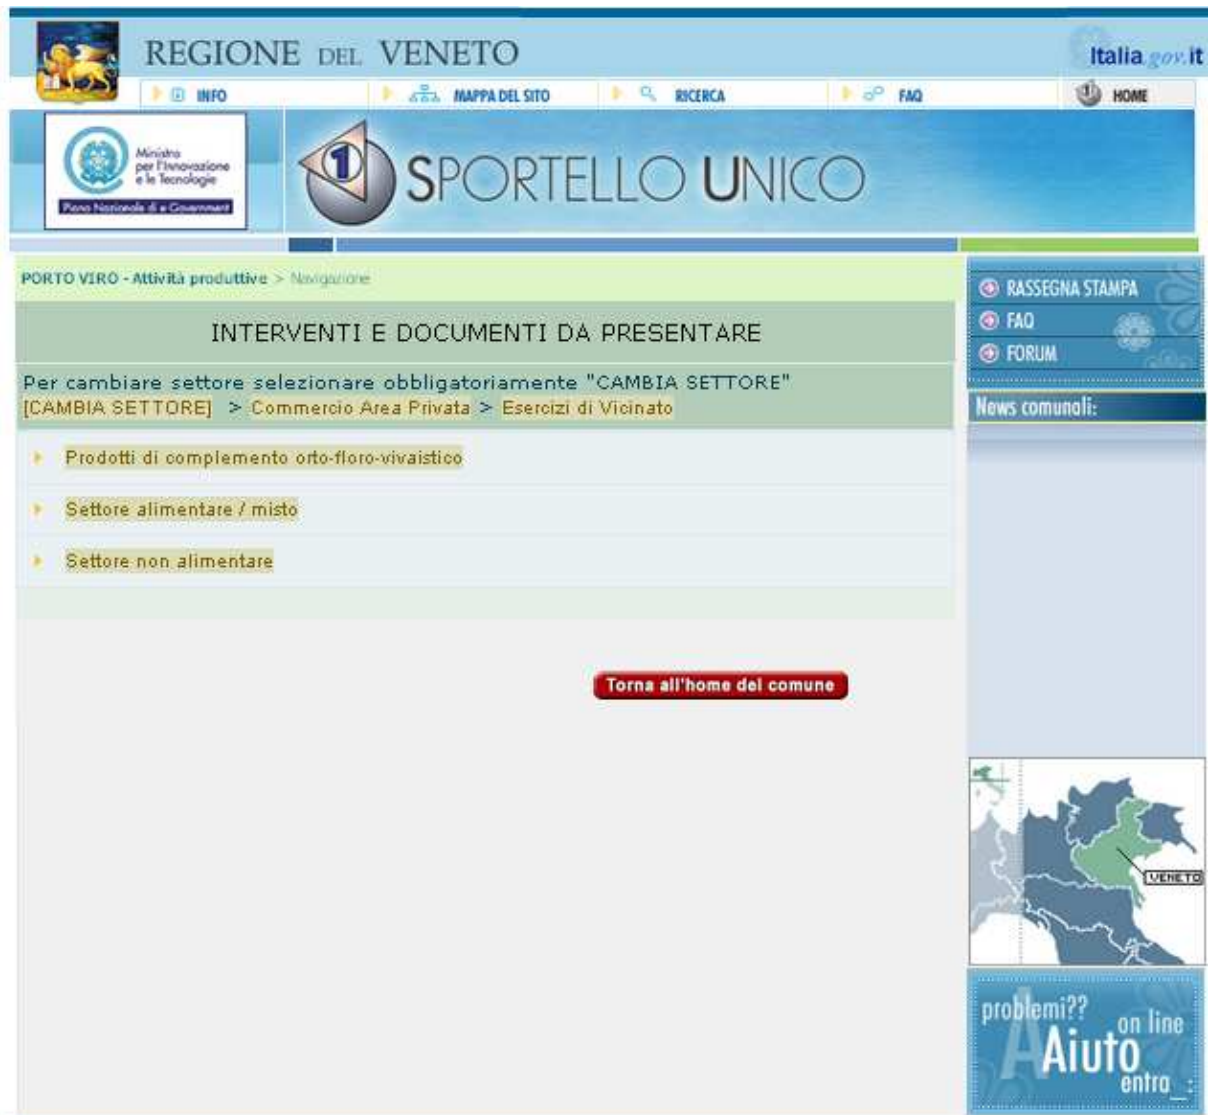 REGIONE DEL VENETO
Italia.gov.it
INFO
MAPPA DEL SITO
RICERCA
FAQ
1 HOME
Ministro
per l'Innovazione
e le Tecnologie
Piano Nazionale di e-Government
1 SPORTELLO UNICO
PORTO VIRO - Attività produttive > Navigazione
INTERVENTI E DOCUMENTI DA PRESENTARE
Per cambiare settore selezionare obbligatoriamente "CAMBIA SETTORE"
[CAMBIA SETTORE] > Commercio Area Privata > Esercizi di Vicinato
Prodotti di complemento orto-floro-vivaistico
Settore alimentare / misto
Settore non alimentare
Torna all'home del comune
RASSEGNA STAMPA
FAQ
FORUM
News comunali:
VENETO
problemi??
on line
A Aiuto
entra_: